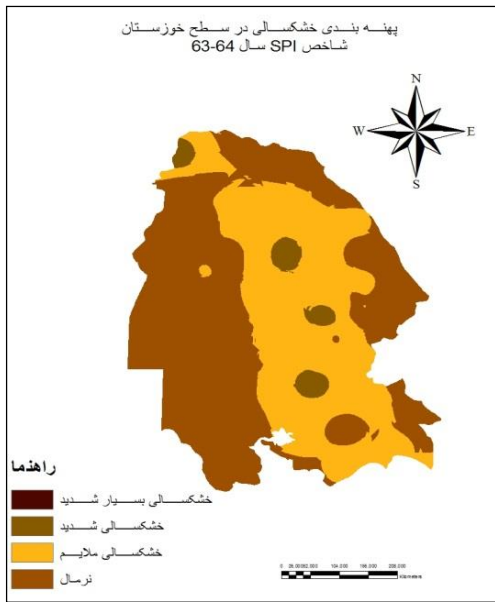 پهنه بندی خشکسالی در سطح خوزستان
شاخص SPI سال 63-64
N
W E
S
راهنما
خشکسالی بسیار شدید
خشکسالی شدید
خشکسالی ملایم
نرمال
Kilometers